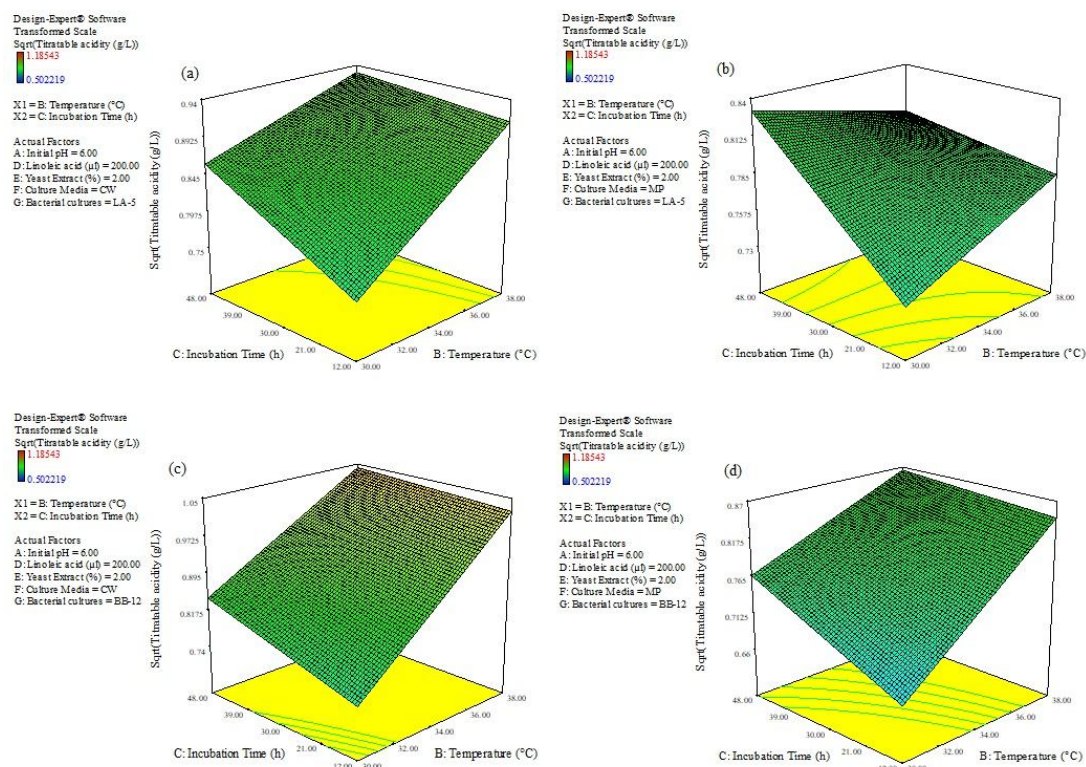 Design-Expert® Software
Transformed Scale
Sqrt(Titratable acidity (g/L))
1.18543
0.502219
X1 = B: Temperature (°C)
X2 = C: Incubation Time (h)
Actual Factors
A: Initial pH = 6.00
D: Linoleic acid (µl) = 200.00
E: Yeast Extract (%) = 2.00
F: Culture Media = CW
G: Bacterial cultures = LA-5
(a)
0.94
0.8925
0.845
0.7975
0.75
Sqrt(Titratable acidity (g/L))
48.00
39.00
30.00
21.00
12.00
30.00
32.00
34.00
36.00
38.00
C: Incubation Time (h)
B: Temperature (°C)
Design-Expert® Software
Transformed Scale
Sqrt(Titratable acidity (g/L))
1.18543
0.502219
X1 = B: Temperature (°C)
X2 = C: Incubation Time (h)
Actual Factors
A: Initial pH = 6.00
D: Linoleic acid (µl) = 200.00
E: Yeast Extract (%) = 2.00
F: Culture Media = MP
G: Bacterial cultures = LA-5
(b)
0.84
0.8125
0.785
0.7575
0.73
Sqrt(Titratable acidity (g/L))
48.00
39.00
30.00
21.00
12.00
30.00
32.00
34.00
36.00
38.00
C: Incubation Time (h)
B: Temperature (°C)
Design-Expert® Software
Transformed Scale
Sqrt(Titratable acidity (g/L))
1.18543
0.502219
X1 = B: Temperature (°C)
X2 = C: Incubation Time (h)
Actual Factors
A: Initial pH = 6.00
D: Linoleic acid (µl) = 200.00
E: Yeast Extract (%) = 2.00
F: Culture Media = CW
G: Bacterial cultures = BB-12
(c)
1.05
0.9725
0.895
0.8175
0.74
Sqrt(Titratable acidity (g/L))
48.00
39.00
30.00
21.00
32.00
34.00
36.00
38.00
C: Incubation Time (h)
B: Temperature (°C)
Design-Expert® Software
Transformed Scale
Sqrt(Titratable acidity (g/L))
1.18543
0.502219
X1 = B: Temperature (°C)
X2 = C: Incubation Time (h)
Actual Factors
A: Initial pH = 6.00
D: Linoleic acid (µl) = 200.00
E: Yeast Extract (%) = 2.00
F: Culture Media = MP
G: Bacterial cultures = BB-12
(d)
0.87
0.8175
0.765
0.7125
0.66
Sqrt(Titratable acidity (g/L))
48.00
39.00
30.00
21.00
32.00
34.00
36.00
38.00
C: Incubation Time (h)
B: Temperature (°C)